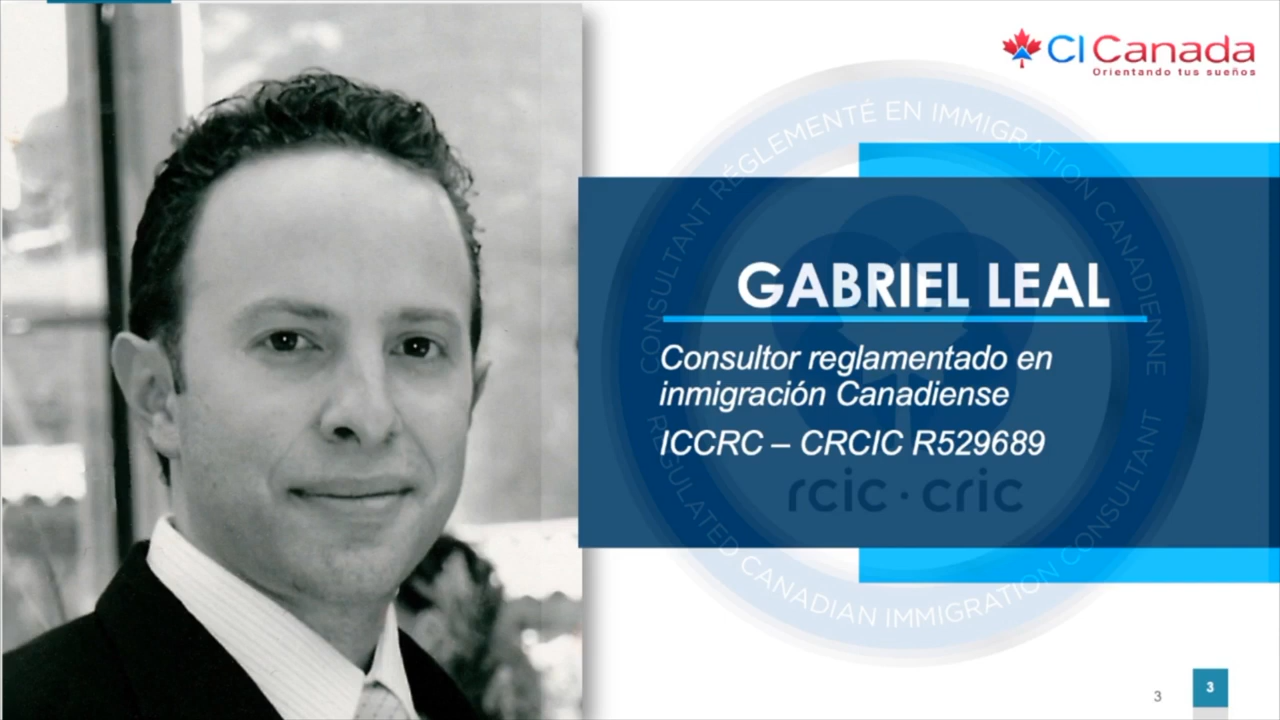 CI Canada
Orientando tus sueños
CONSULTANT RÉGLEMENTÉ EN IMMIGRATION CANADIENNE
GABRIEL LEAL
Consultor reglamentado en
inmigración Canadiense
ICCRC – CRCIC R529689
rcic · cric
REGULATED CANADIAN IMMIGRATION CONSULTANT
3
3